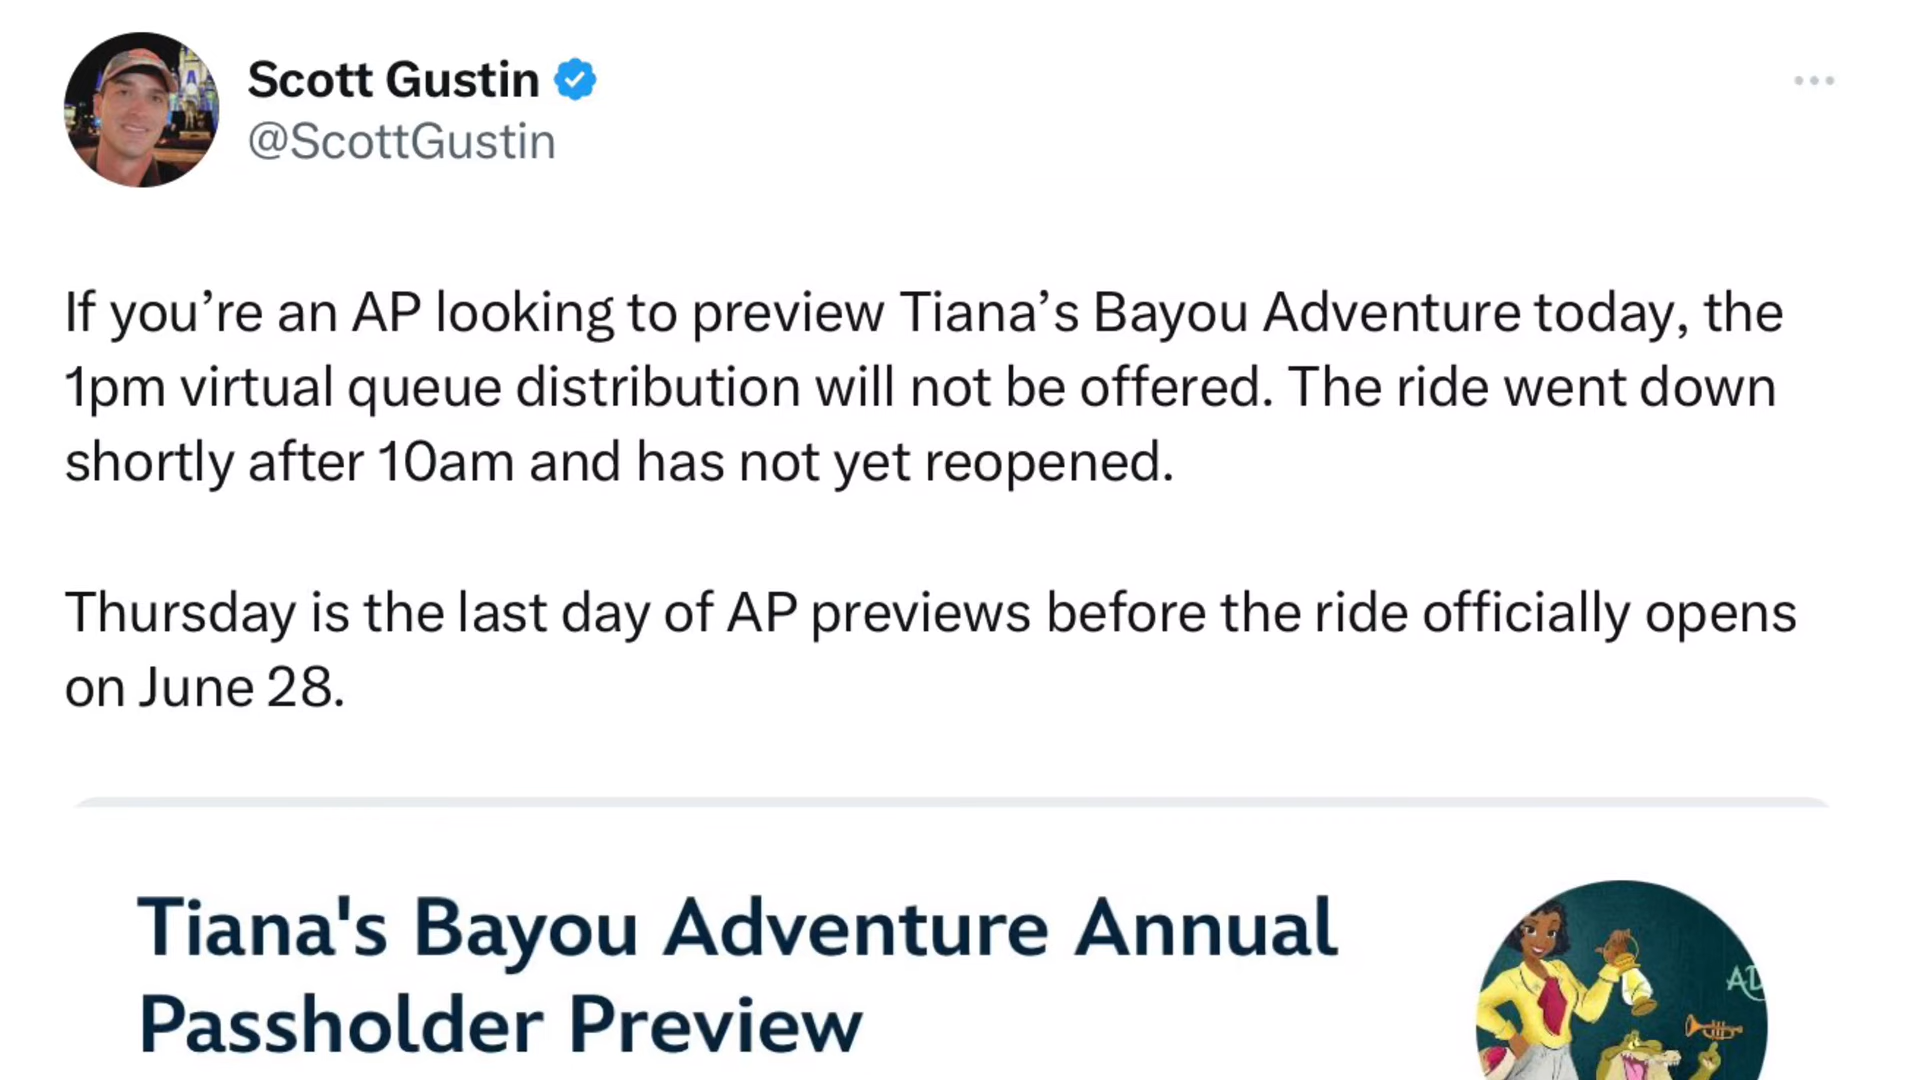 Scott Gustin
@ScottGustin
If you’re an AP looking to preview Tiana’s Bayou Adventure today, the
1pm virtual queue distribution will not be offered. The ride went down
shortly after 10am and has not yet reopened.
Thursday is the last day of AP previews before the ride officially opens
on June 28.
Tiana's Bayou Adventure Annual
Passholder Preview